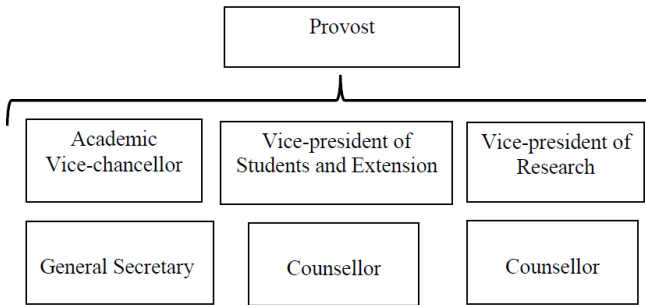 Provost
Academic
Vice-chancellor
Vice-president of
Students and Extension
Vice-president of
Research
General Secretary
Counsellor
Counsellor